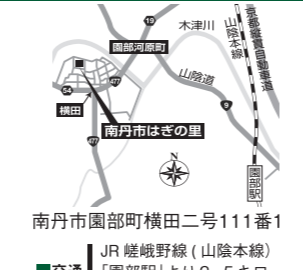 19
木津川
園部河原町
山陰本線
京都縦貫自動車道
477
山陰道
54
横田
9
南丹市はぎの里
477
N
園部駅
南丹市園部町横田二号111番1
JR 嵯峨野線 ( 山陰本線)
■交通